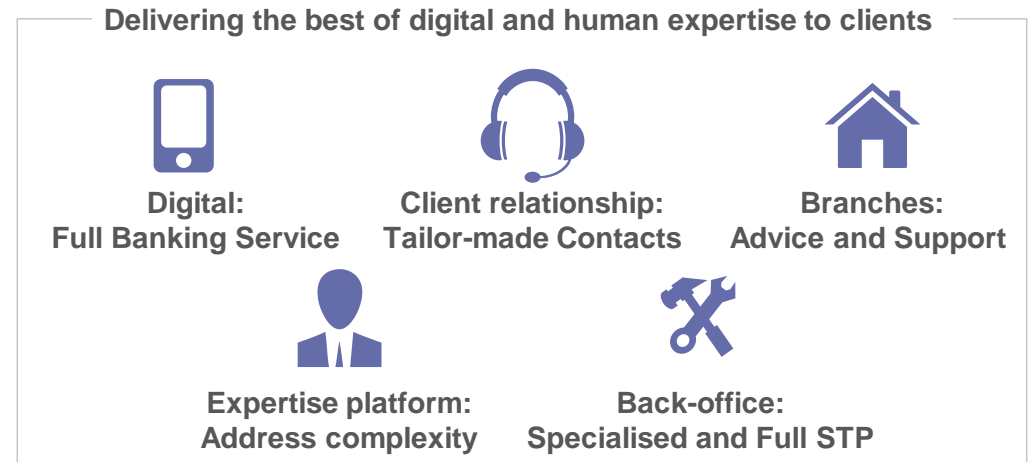 Delivering the best of digital and human expertise to clients
Digital:
Full Banking Service
Client relationship:
Tailor-made Contacts
Branches:
Advice and Support
Expertise platform:
Address complexity
Back-office:
Specialised and Full STP